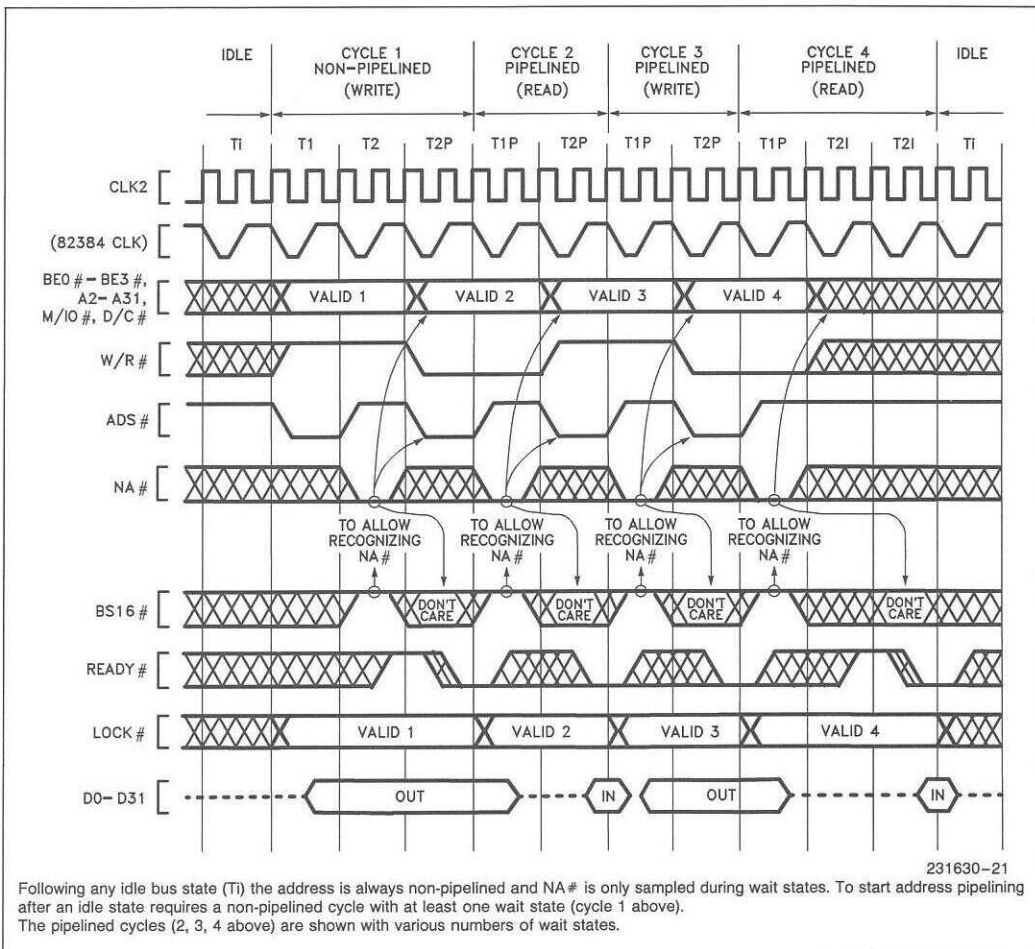 IDLE
CYCLE 1
NON-PIPELINED
(WRITE)
CYCLE 2
PIPELINED
(READ)
CYCLE 3
PIPELINED
(WRITE)
CYCLE 4
PIPELINED
(READ)
IDLE
Ti T1 T2 T2P T1P T2P T1P T2P T1P T2I T2I Ti
CLK2
(82384 CLK)
BE0 # – BE3 #,
A2 – A31,
M/IO #, D/C #
VALID 1 VALID 2 VALID 3 VALID 4
W/R #
ADS #
NA #
TO ALLOW
RECOGNIZING
NA #
TO ALLOW
RECOGNIZING
NA #
TO ALLOW
RECOGNIZING
NA #
TO ALLOW
RECOGNIZING
NA #
BS16 #
DON'T
CARE
DON'T
CARE
DON'T
CARE
DON'T
CARE
READY #
LOCK #
VALID 1 VALID 2 VALID 3 VALID 4
D0 – D31
OUT IN OUT IN
231630–21
Following any idle bus state (Ti) the address is always non-pipelined and NA# is only sampled during wait states. To start address pipelining
after an idle state requires a non-pipelined cycle with at least one wait state (cycle 1 above).
The pipelined cycles (2, 3, 4 above) are shown with various numbers of wait states.